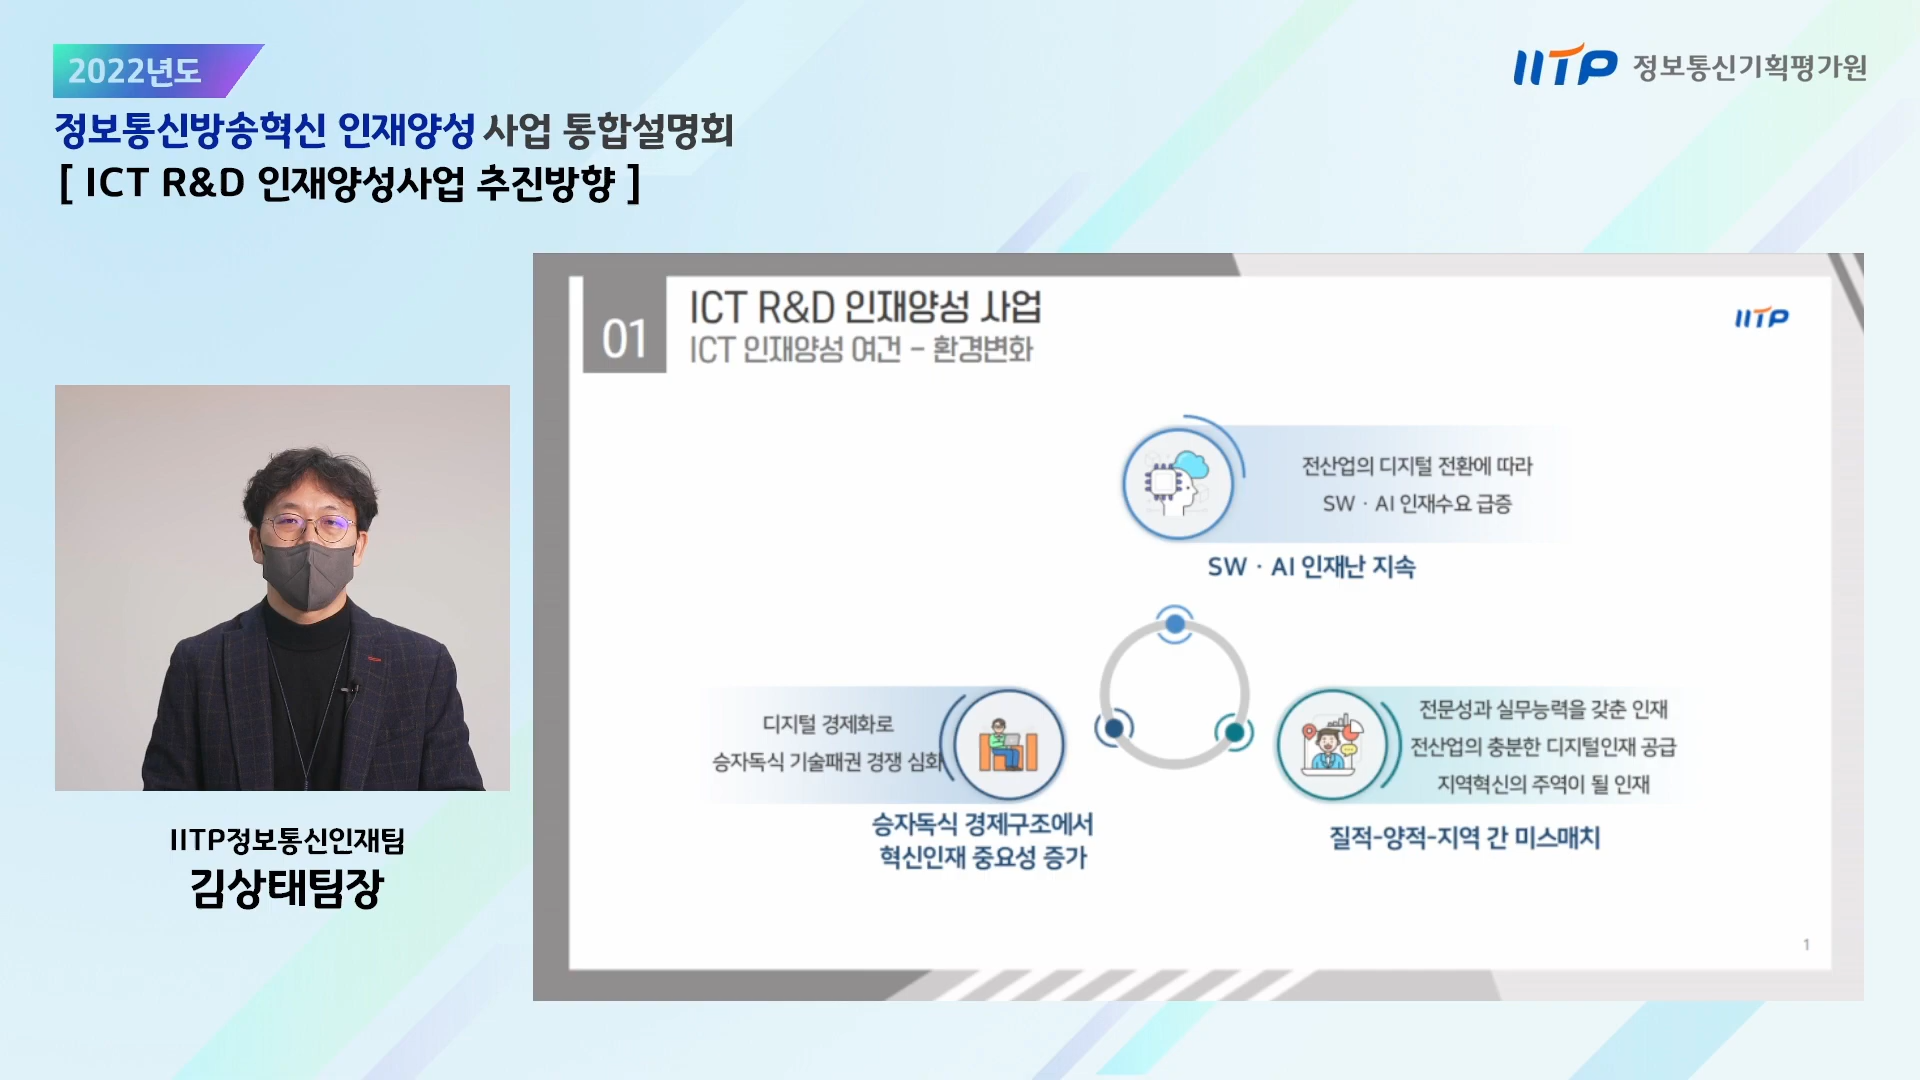 2022년도
정보통신방송혁신 인재양성 사업 통합설명회
[ ICT R&D 인재양성사업 추진방향 ]
IITP 정보통신기획평가원
01
ICT R&D 인재양성 사업
ICT 인재양성 여건 - 환경변화
IITP
전산업의 디지털 전환에 따라
SW · AI 인재수요 급증
SW · AI 인재난 지속
디지털 경제화로
승자독식 기술패권 경쟁 심화
승자독식 경제구조에서
혁신인재 중요성 증가
전문성과 실무능력을 갖춘 인재
전산업의 충분한 디지털인재 공급
지역혁신의 주역이 될 인재
질적-양적-지역 간 미스매치
1
IITP정보통신인재팀
김상태팀장